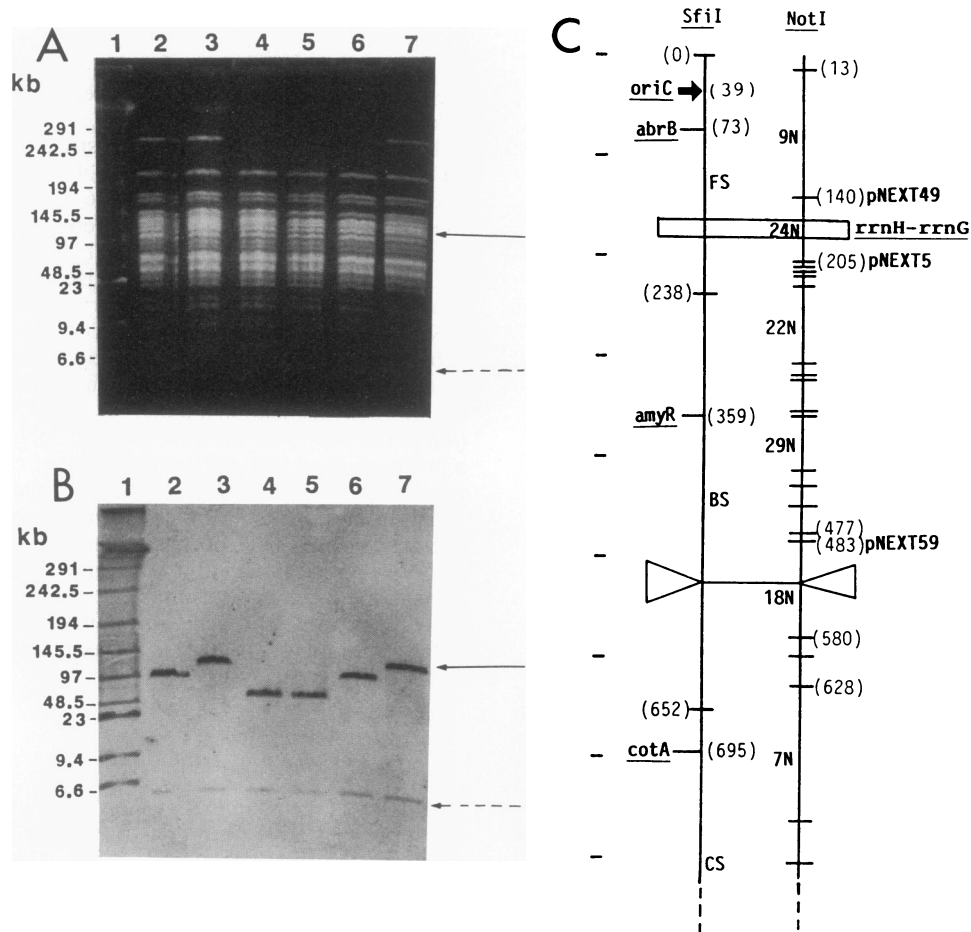 A
1 2 3 4 5 6 7
kb
291
242.5
194
145.5
97
48.5
23
9.4
6.6
B
1 2 3 4 5 6 7
kb
291
242.5
194
145.5
97
48.5
23
9.4
6.6
C
SfiI NotI
(0)
(13)
oriC (39)
abrB (73)
9N
FS
(140) pNEXT49
24N rrnH-rrnG
(205) pNEXT5
(238)
22N
amyR (359)
29N
BS
(477)
(483) pNEXT59
18N
(580)
(628)
(652)
cotA (695)
7N
CS